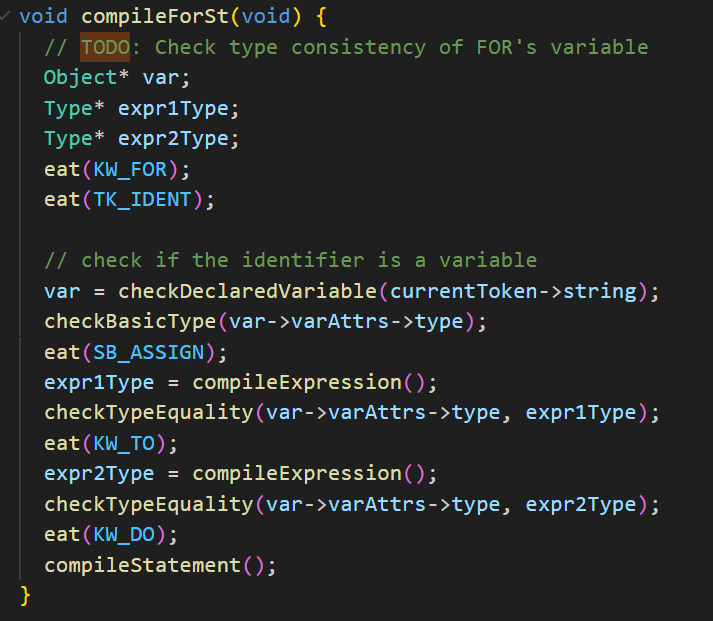 void compileForSt(void) {
// TODO: Check type consistency of FOR's variable
Object* var;
Type* expr1Type;
Type* expr2Type;
eat(KW_FOR);
eat(TK_IDENT);
// check if the identifier is a variable
var = checkDeclaredVariable(currentToken->string);
checkBasicType(var->varAttrs->type);
eat(SB_ASSIGN);
expr1Type = compileExpression();
checkTypeEquality(var->varAttrs->type, expr1Type);
eat(KW_TO);
expr2Type = compileExpression();
checkTypeEquality(var->varAttrs->type, expr2Type);
eat(KW_DO);
compileStatement();
}